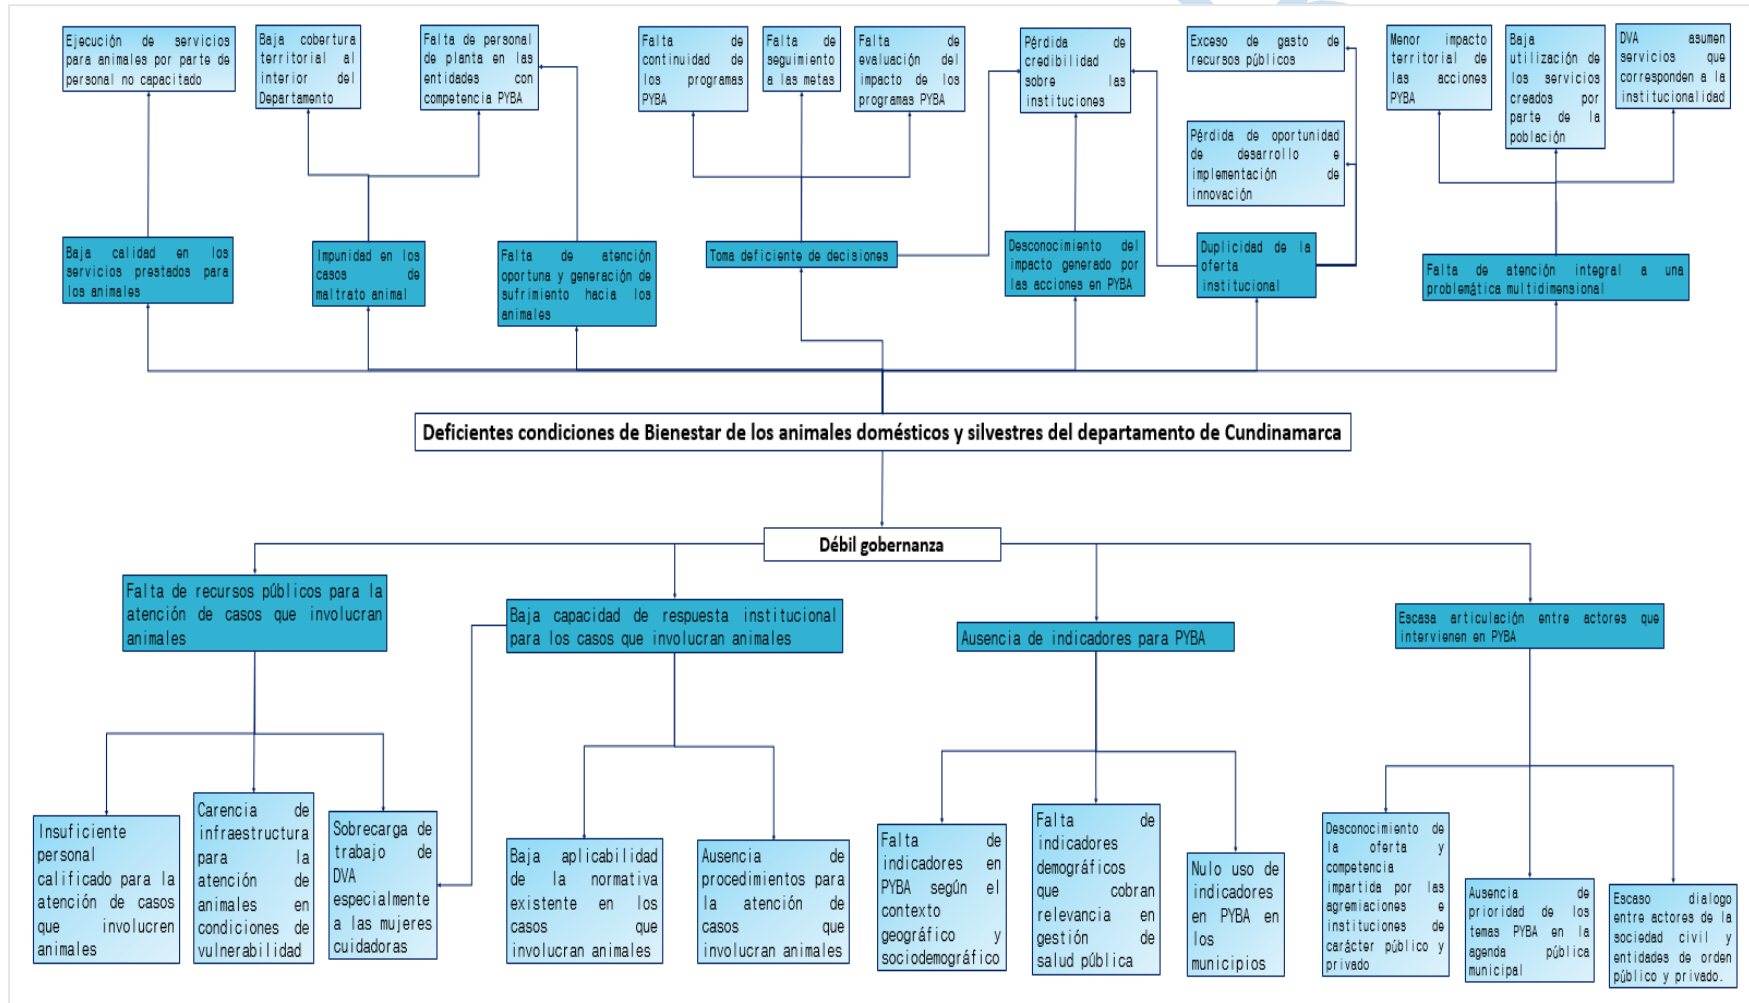 Ejecución de servicios
para animales por parte de
personal no capacitado
Baja cobertura
territorial al
interior del
Departamento
Falta de personal
de planta en las
entidades con
competencia PYBA
Falta de
continuidad de
los programas
PYBA
Falta de
seguimiento
a las metas
Falta de
evaluación del
impacto de los
programas PYBA
Pérdida de
credibilidad
sobre las
instituciones
Exceso de gasto de
recursos públicos
Pérdida de oportunidad
de desarrollo e
implementación de
innovación
Menor impacto
territorial de
las acciones
PYBA
Baja
utilización de
los servicios
creados por
parte de la
población
DVA asumen
servicios que
corresponden a la
institucionalidad
Baja calidad en los
servicios prestados para
los animales
Impunidad en los
casos de
maltrato animal
Falta de atención
oportuna y generación de
sufrimiento hacia los
animales
Toma deficiente de decisiones
Desconocimiento del
impacto generado por
las acciones en PYBA
Duplicidad de la
oferta
institucional
Falta de atención integral a una
problemática multidimensional
Deficientes condiciones de Bienestar de los animales domésticos y silvestres del departamento de Cundinamarca
Débil gobernanza
Falta de recursos públicos para la
atención de casos que involucran
animales
Baja capacidad de respuesta institucional
para los casos que involucran animales
Ausencia de indicadores para PYBA
Escasa articulación entre actores que
intervienen en PYBA
Insuficiente
personal
calificado para la
atención de casos
que involucren
animales
Carencia de
infraestructura
para la
atención de
animales en
condiciones de
vulnerabilidad
Sobrecarga de
trabajo de
DVA
especialmente
a las mujeres
cuidadoras
Baja aplicabilidad
de la normativa
existente en los
casos que
involucran animales
Ausencia de
procedimientos para
la atención de
casos que
involucran animales
Falta de
indicadores en
PYBA según el
contexto
geográfico y
sociodemográfico
Falta de
indicadores
demográficos
que cobran
relevancia en
gestión de
salud pública
Nulo uso de
indicadores
en PYBA en
los
municipios
Desconocimiento de
la oferta y
competencia
impartida por las
agremiaciones e
instituciones de
carácter público y
privado
Ausencia de
prioridad de los
temas PYBA en la
agenda pública
municipal
Escaso dialogo
entre actores de la
sociedad civil y
entidades de orden
público y privado.